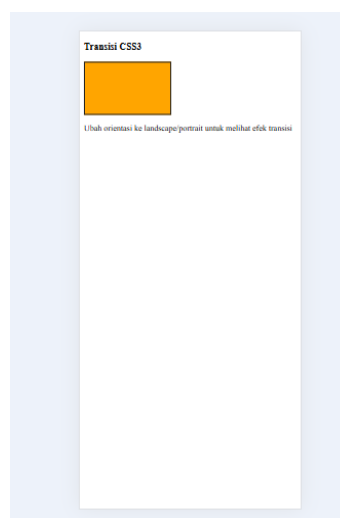 Transisi CSS3
Ubah orientasi ke landscape/portrait untuk melihat efek transisi